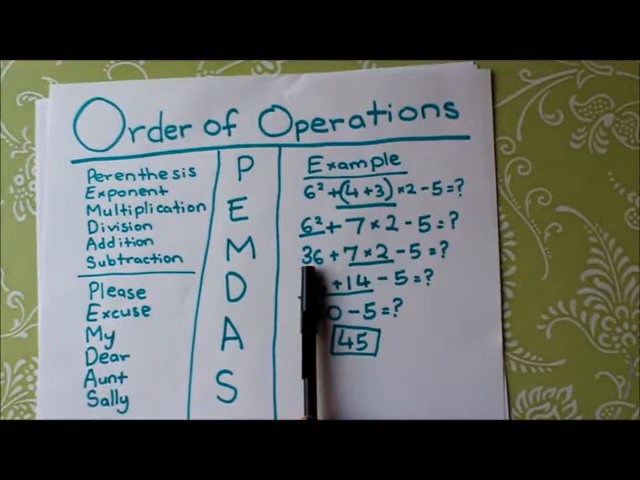 Order of Operations
Perenthesis
Exponent
Multiplication
Division
Addition
Subtraction
Please
Excuse
My
Dear
Aunt
Sally
P
E
M
D
A
S
Example
6² + (4 + 3) × 2 - 5 = ?
6² + 7 × 2 - 5 = ?
36 + 7 × 2 - 5 = ?
+ 14 - 5 = ?
0 - 5 = ?
45